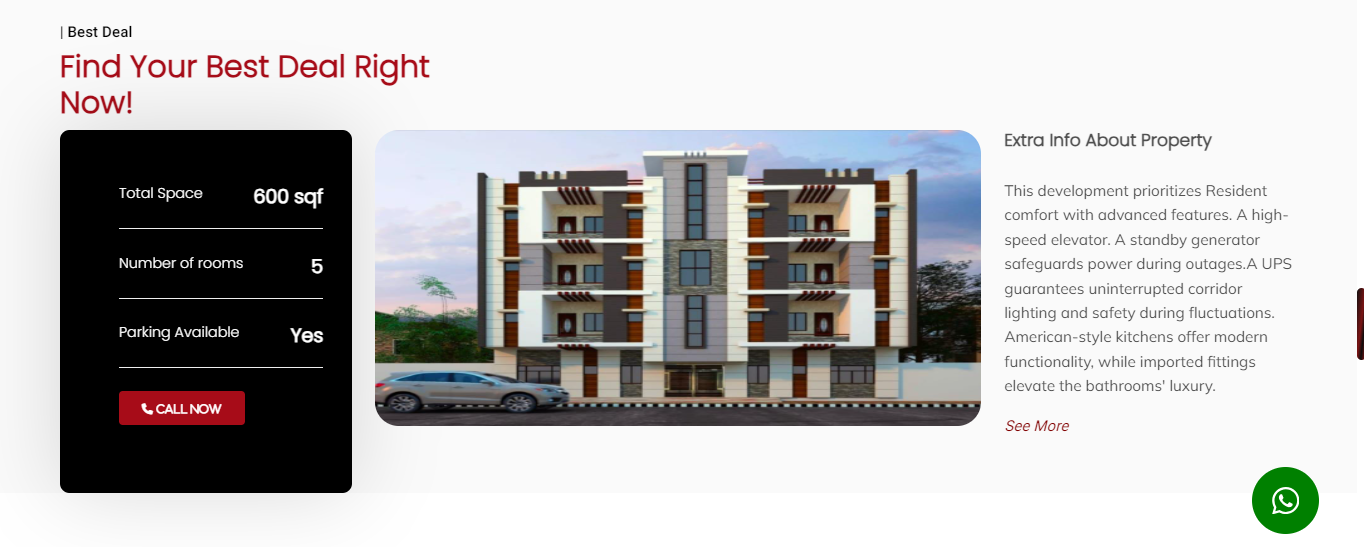 | Best Deal
Find Your Best Deal Right
Now!
Total Space 600 sqf
Number of rooms 5
Parking Available Yes
CALL NOW
Extra Info About Property
This development prioritizes Resident
comfort with advanced features. A high-
speed elevator. A standby generator
safeguards power during outages.A UPS
guarantees uninterrupted corridor
lighting and safety during fluctuations.
American-style kitchens offer modern
functionality, while imported fittings
elevate the bathrooms' luxury.
See More